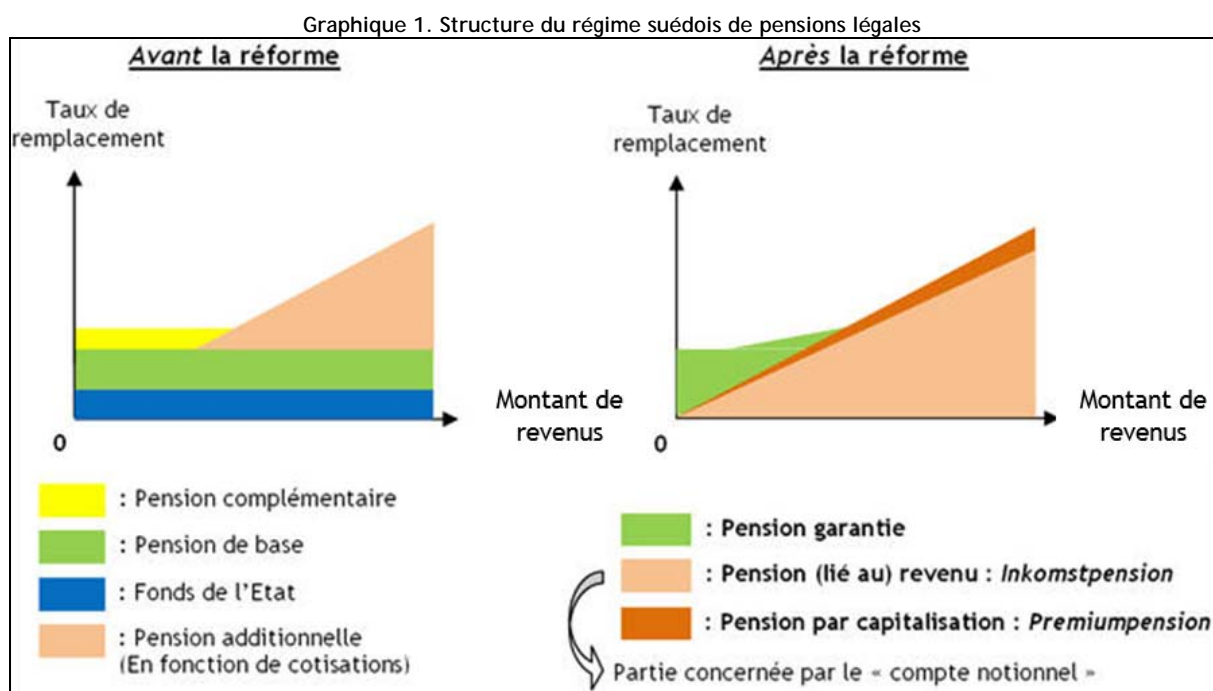 Graphique 1. Structure du régime suédois de pensions légales
Avant la réforme
Taux de
remplacement
Montant de
revenus
0
: Pension complémentaire
: Pension de base
: Fonds de l'Etat
: Pension additionnelle
(En fonction de cotisations)
Après la réforme
Taux de
remplacement
Montant de
revenus
0
: Pension garantie
: Pension (lié au) revenu : Inkomstpension
: Pension par capitalisation : Premiumpension
Partie concernée par le « compte notionnel »